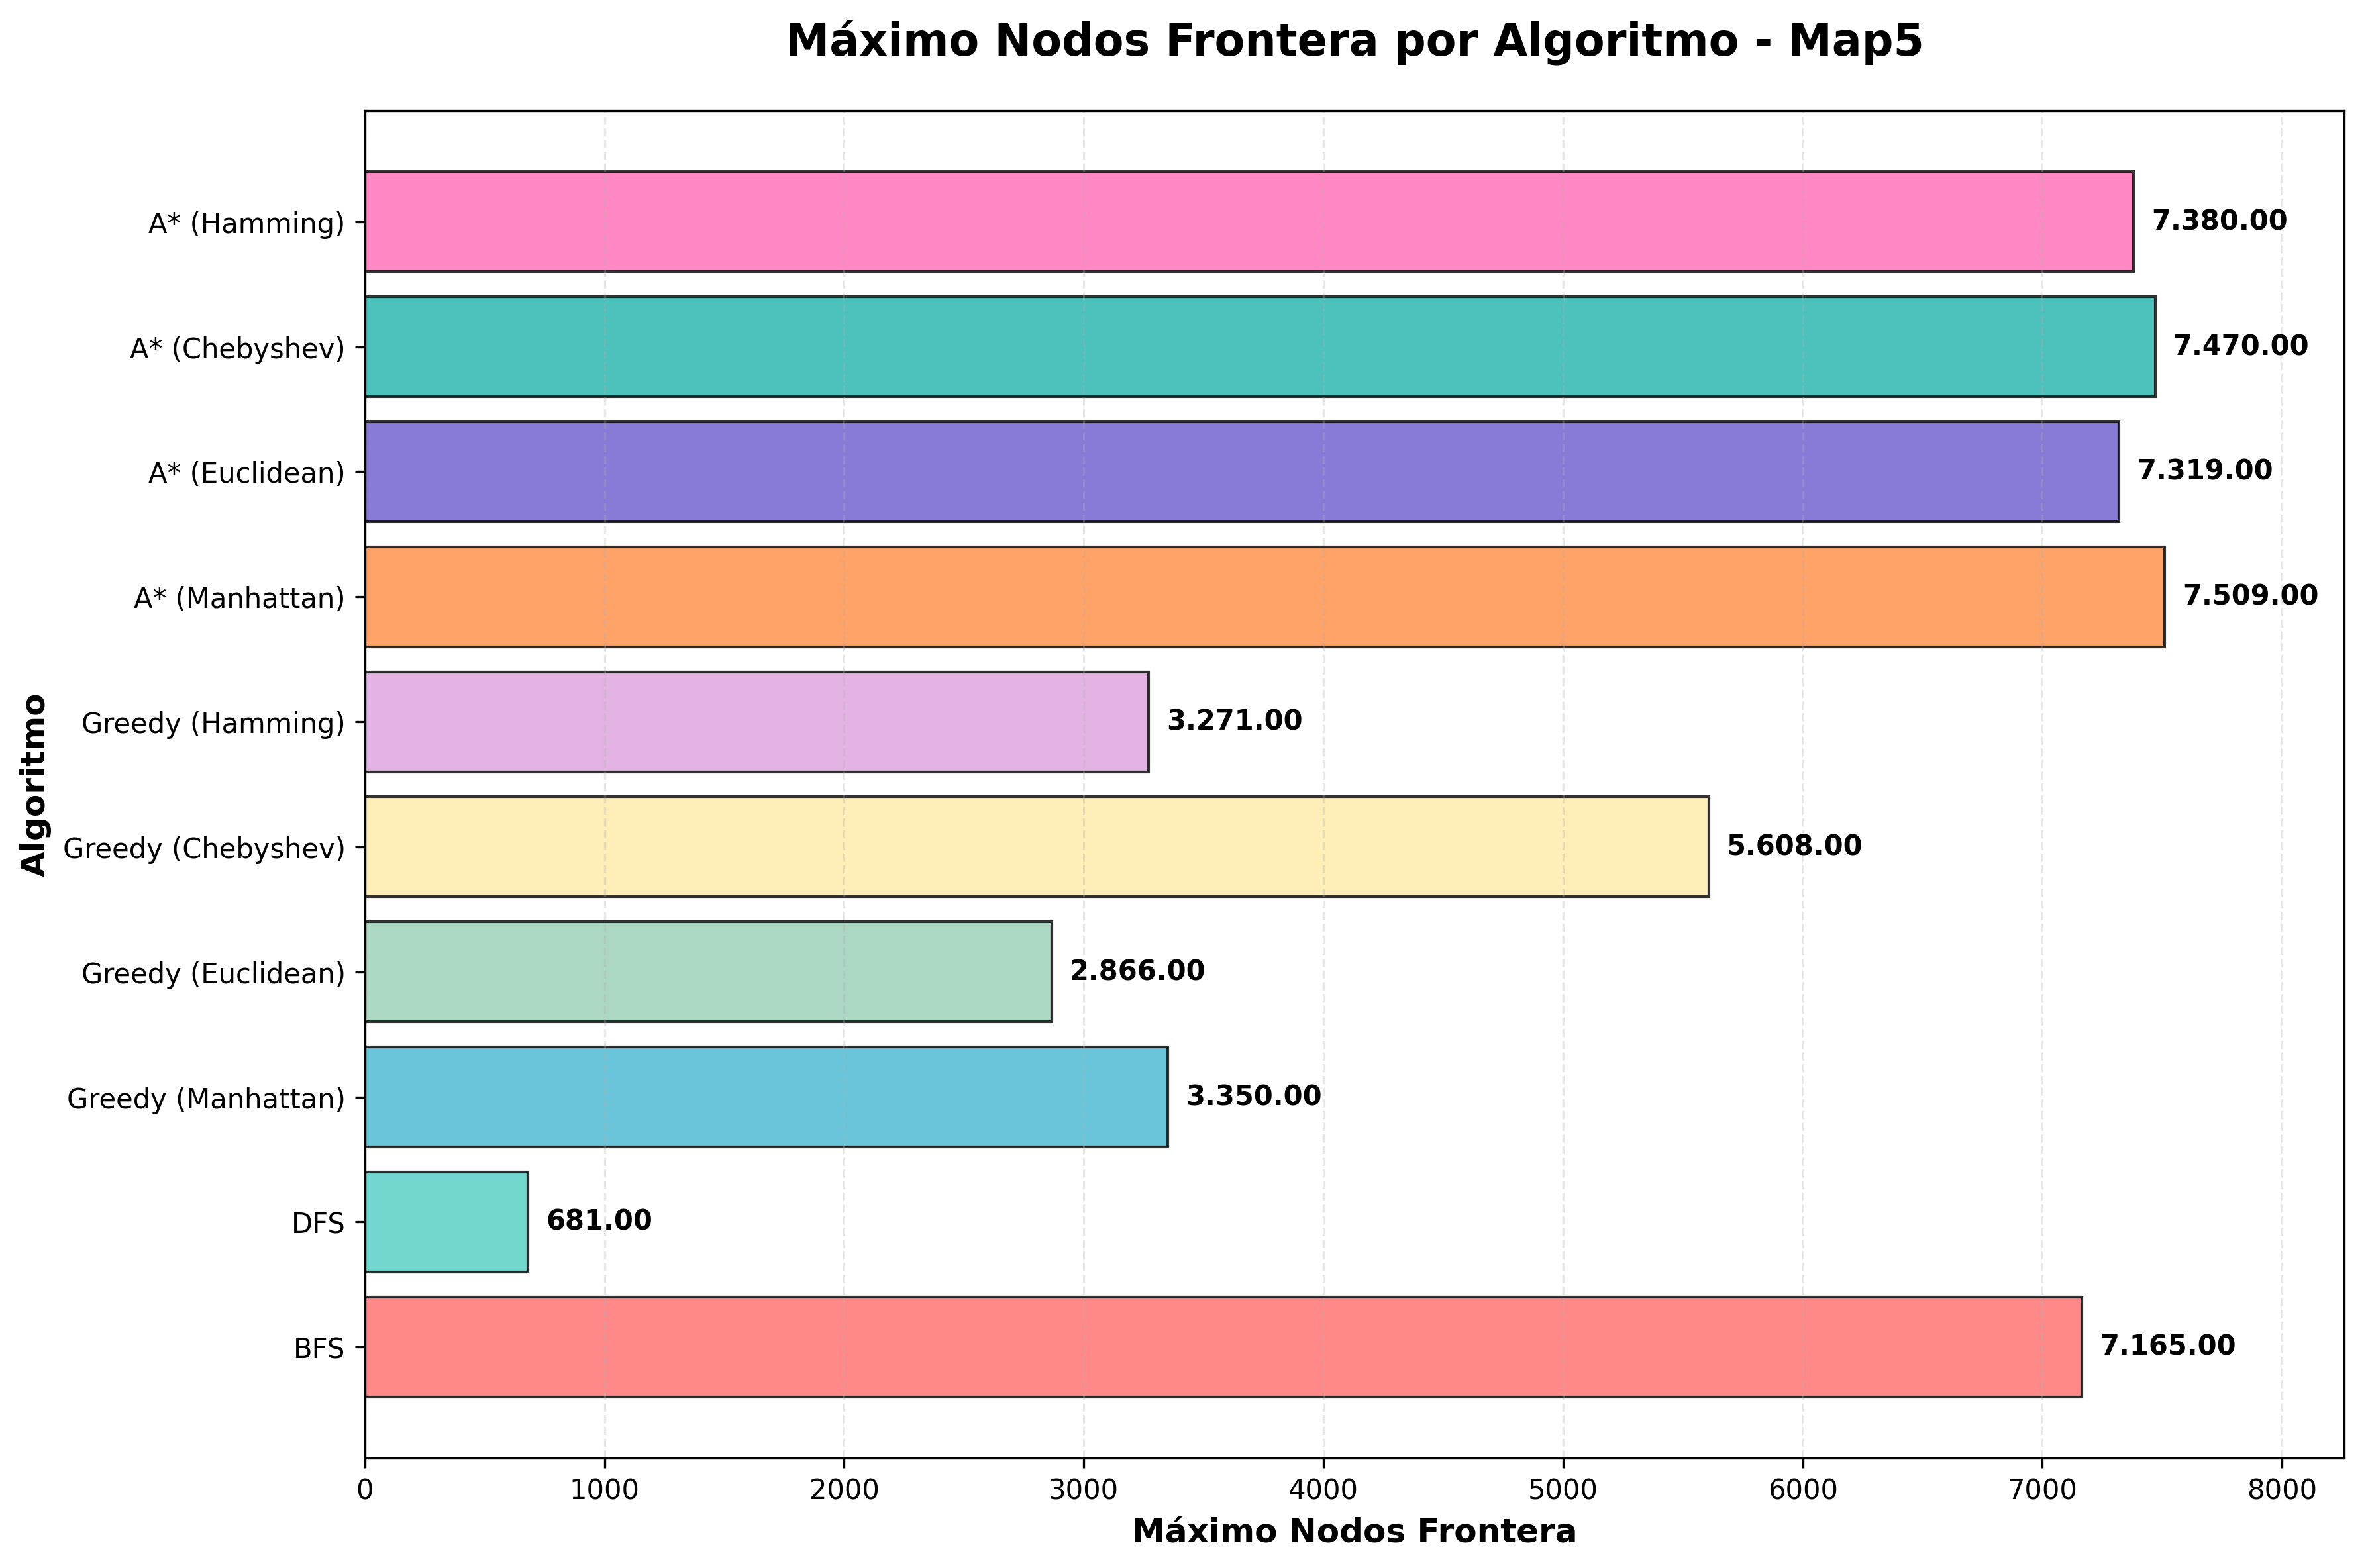 Máximo Nodos Frontera por Algoritmo - Map5
Algoritmo
A* (Hamming) 7.380.00
A* (Chebyshev) 7.470.00
A* (Euclidean) 7.319.00
A* (Manhattan) 7.509.00
Greedy (Hamming) 3.271.00
Greedy (Chebyshev) 5.608.00
Greedy (Euclidean) 2.866.00
Greedy (Manhattan) 3.350.00
DFS 681.00
BFS 7.165.00
0 1000 2000 3000 4000 5000 6000 7000 8000
Máximo Nodos Frontera